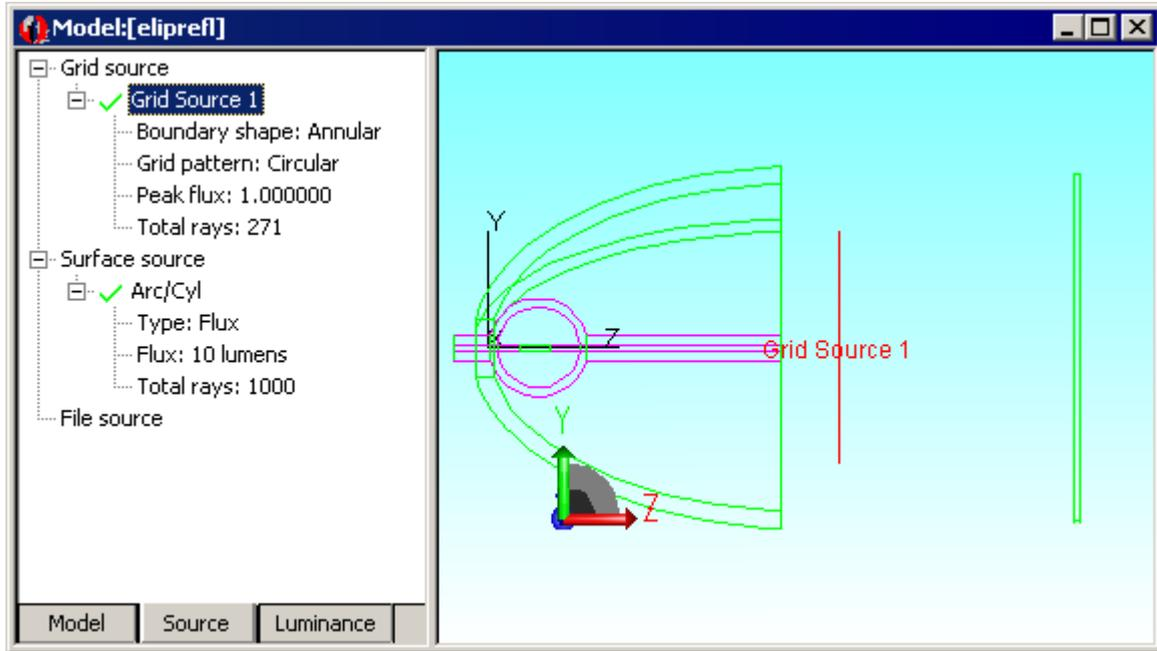 Model:[eliprefl]
Grid source
Grid Source 1
Boundary shape: Annular
Grid pattern: Circular
Peak flux: 1.000000
Total rays: 271
Surface source
Arc/Cyl
Type: Flux
Flux: 10 lumens
Total rays: 1000
File source
Model
Source
Luminance
Y
X
Z
Grid Source 1
Y
Z